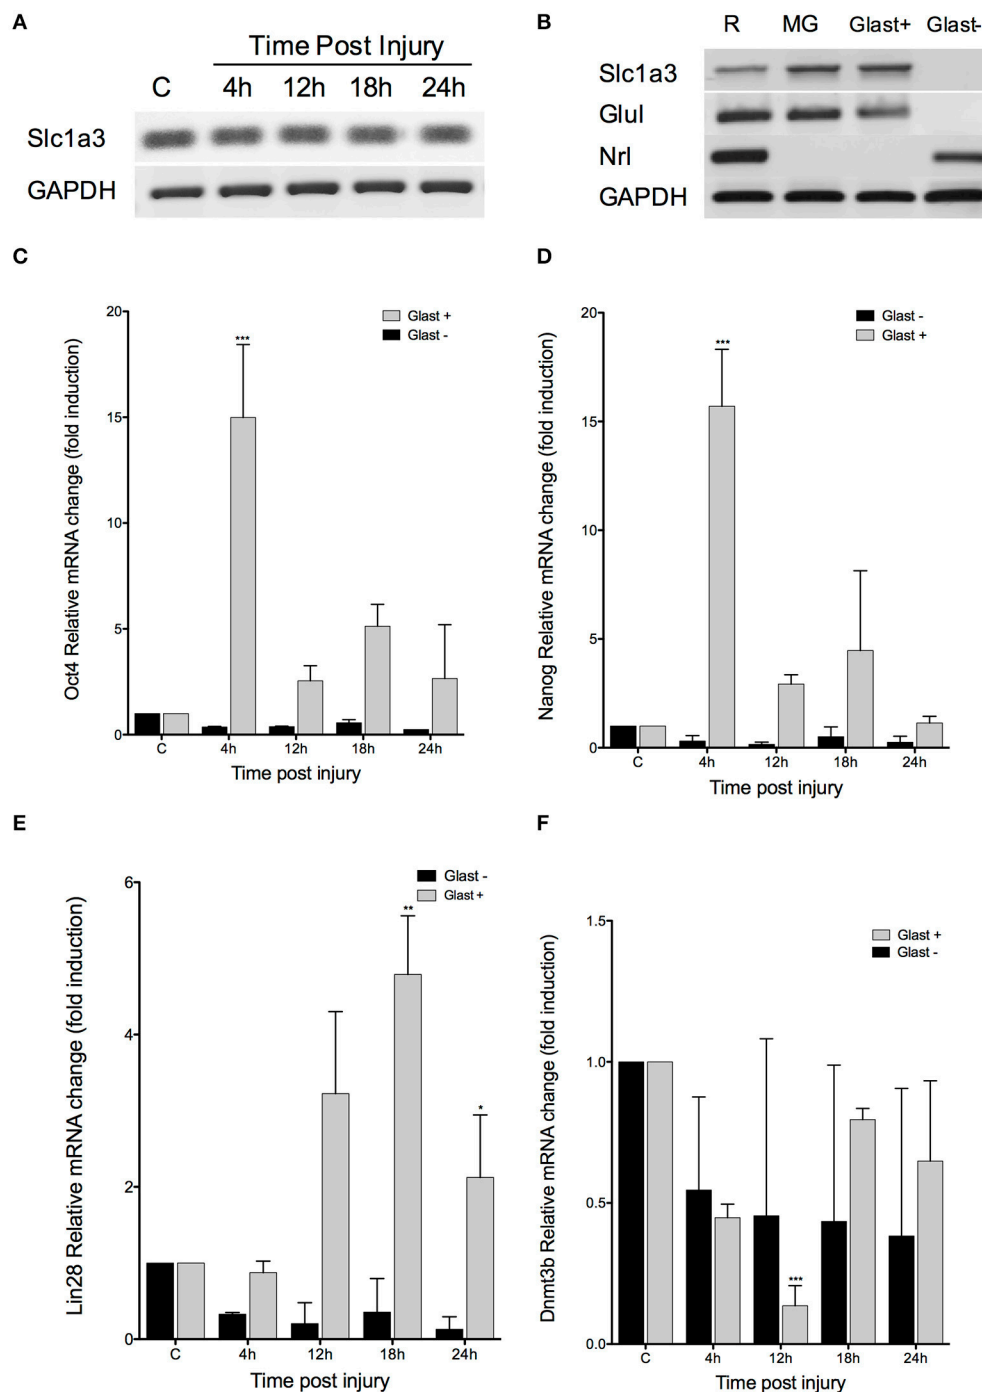 A
Time Post Injury
C 4h 12h 18h 24h
Slc1a3
GAPDH
B
R MG Glast+ Glast-
Slc1a3
Glul
Nrl
GAPDH
C
Oct4 Relative mRNA change (fold induction)
20
15
10
5
0
Glast +
Glast -
***
C 4h 12h 18h 24h
Time post injury
D
Nanog Relative mRNA change (fold induction)
20
15
10
5
0
Glast -
Glast +
***
C 4h 12h 18h 24h
Time post injury
E
Lin28 Relative mRNA change (fold induction)
6
4
2
0
Glast -
Glast +
**
*
C 4h 12h 18h 24h
Time post injury
F
Dnmt3b Relative mRNA change (fold induction)
1.5
1.0
0.5
0.0
Glast +
Glast -
***
C 4h 12h 18h 24h
Time post injury